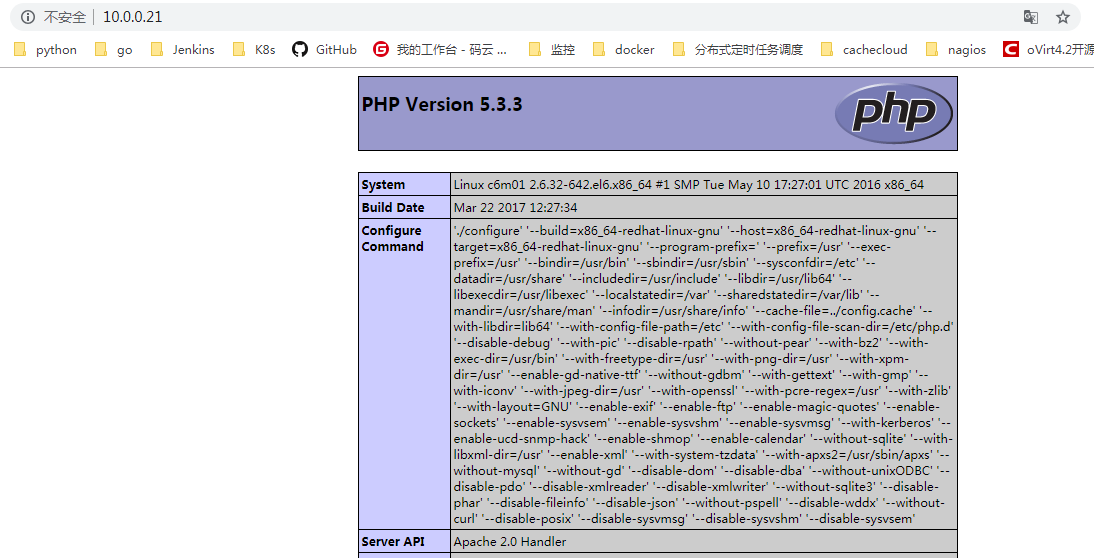 不安全 10.0.0.21
python go Jenkins K8s GitHub 我的工作台 - 码云 ... 监控 docker 分布式定时任务调度 cachecloud nagios oVirt4.2开源
PHP Version 5.3.3 php
System Linux c6m01 2.6.32-642.el6.x86_64 #1 SMP Tue May 10 17:27:01 UTC 2016 x86_64
Build Date Mar 22 2017 12:27:34
Configure Command './configure' '--build=x86_64-redhat-linux-gnu' '--host=x86_64-redhat-linux-gnu' '--
target=x86_64-redhat-linux-gnu' '--program-prefix=' '--prefix=/usr' '--exec-
prefix=/usr' '--bindir=/usr/bin' '--sbindir=/usr/sbin' '--sysconfdir=/etc' '--
datadir=/usr/share' '--includedir=/usr/include' '--libdir=/usr/lib64' '--
libexecdir=/usr/libexec' '--localstatedir=/var' '--sharedstatedir=/var/lib' '--
mandir=/usr/share/man' '--infodir=/usr/share/info' '--cache-file=../config.cache' '--
with-libdir=lib64' '--with-config-file-path=/etc' '--with-config-file-scan-dir=/etc/php.d'
'--disable-debug' '--with-pic' '--disable-rpath' '--without-pear' '--with-bz2' '--with-
exec-dir=/usr/bin' '--with-freetype-dir=/usr' '--with-png-dir=/usr' '--with-xpm-
dir=/usr' '--enable-gd-native-ttf' '--without-gdbm' '--with-gettext' '--with-gmp' '--
with-iconv' '--with-jpeg-dir=/usr' '--with-openssl' '--with-pcre-regex=/usr' '--with-zlib'
'--with-layout=GNU' '--enable-exif' '--enable-ftp' '--enable-magic-quotes' '--enable-
sockets' '--enable-sysvsem' '--enable-sysvshm' '--enable-sysvmsg' '--with-kerberos' '--
enable-ucd-snmp-hack' '--enable-shmop' '--enable-calendar' '--without-sqlite' '--with-
libxml-dir=/usr' '--enable-xml' '--with-system-tzdata' '--with-apxs2=/usr/sbin/apxs' '--
without-mysql' '--without-gd' '--disable-dom' '--disable-dba' '--without-unixODBC' '--
disable-pdo' '--disable-xmlreader' '--disable-xmlwriter' '--without-sqlite3' '--disable-
phar' '--disable-fileinfo' '--disable-json' '--without-pspell' '--disable-wddx' '--without-
curl' '--disable-posix' '--disable-sysvmsg' '--disable-sysvshm' '--disable-sysvsem'
Server API Apache 2.0 Handler